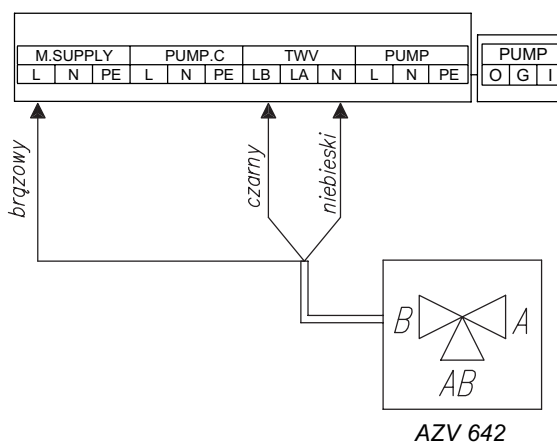 M.SUPPLY PUMP.C TWV PUMP PUMP
L N PE L N PE LB LA N L N PE O G I
brązowy
czarny
niebieski
B A
AB
AZV 642